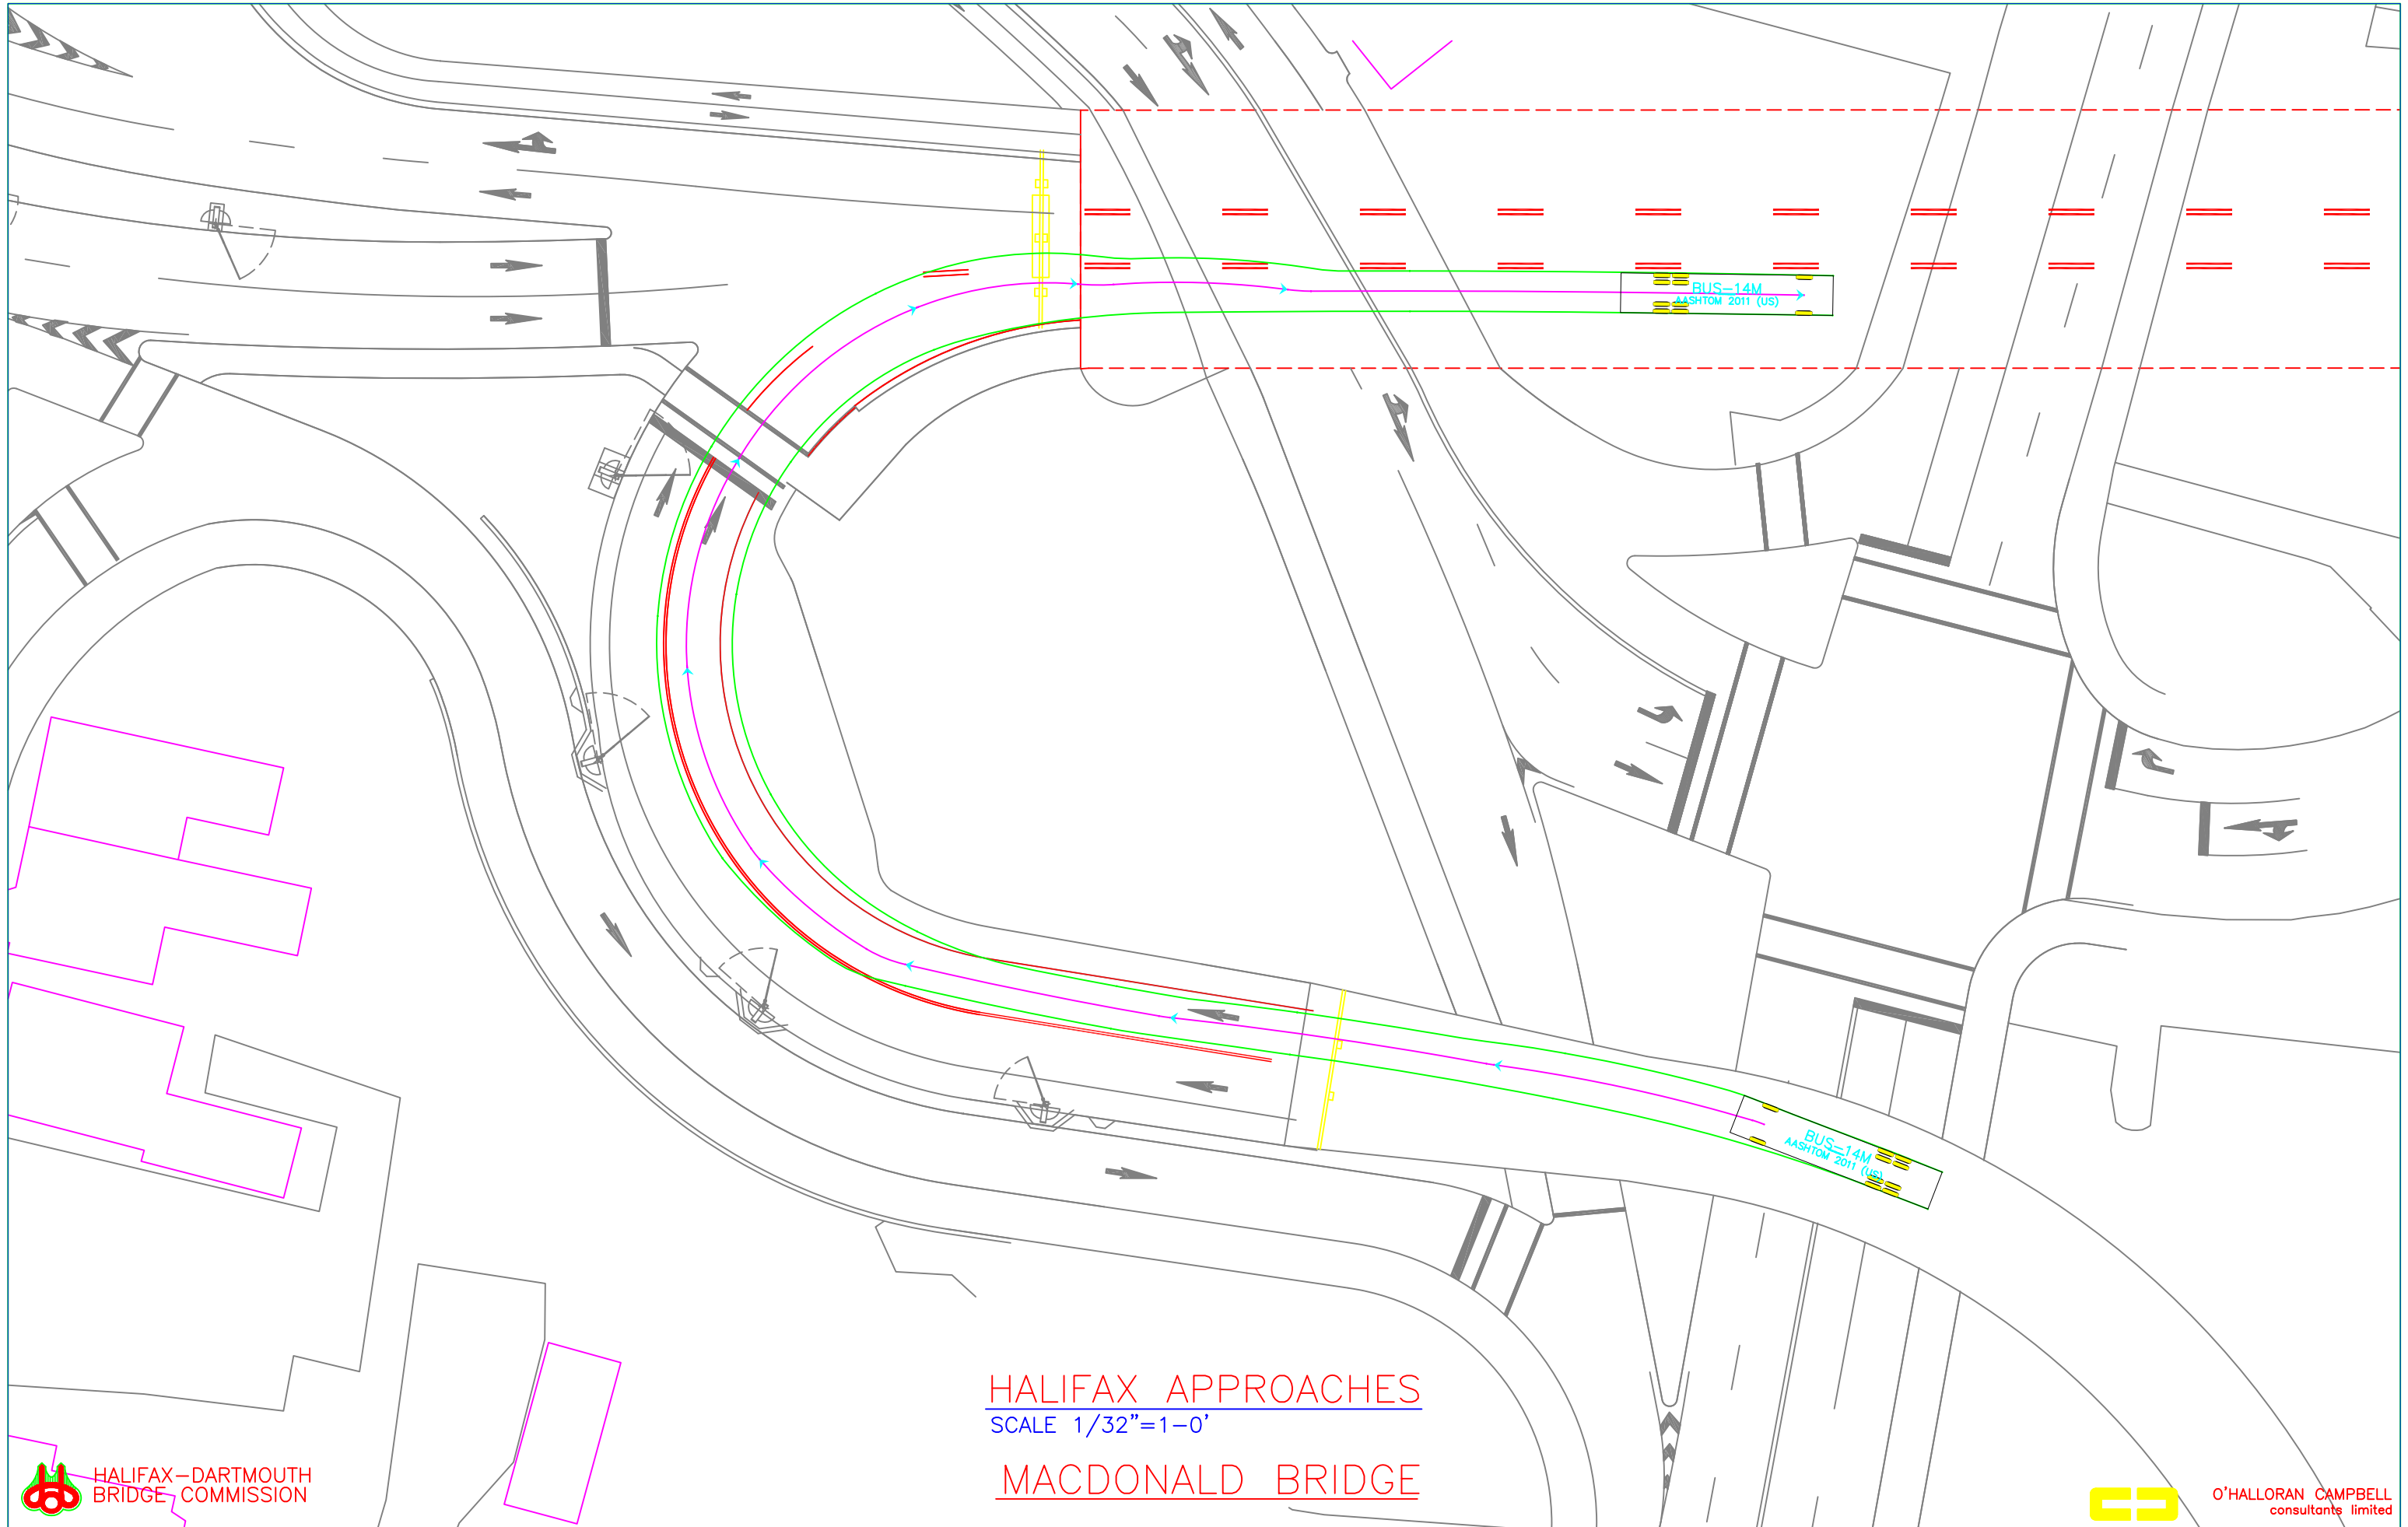 BUS-14M
AASHTOM 2011 (US)
BUS-14M
AASHTOM 2011 (US)
HALIFAX APPROACHES
SCALE 1/32"=1-0'
MACDONALD BRIDGE
HALIFAX-DARTMOUTH
BRIDGE COMMISSION
O'HALLORAN CAMPBELL
consultants limited